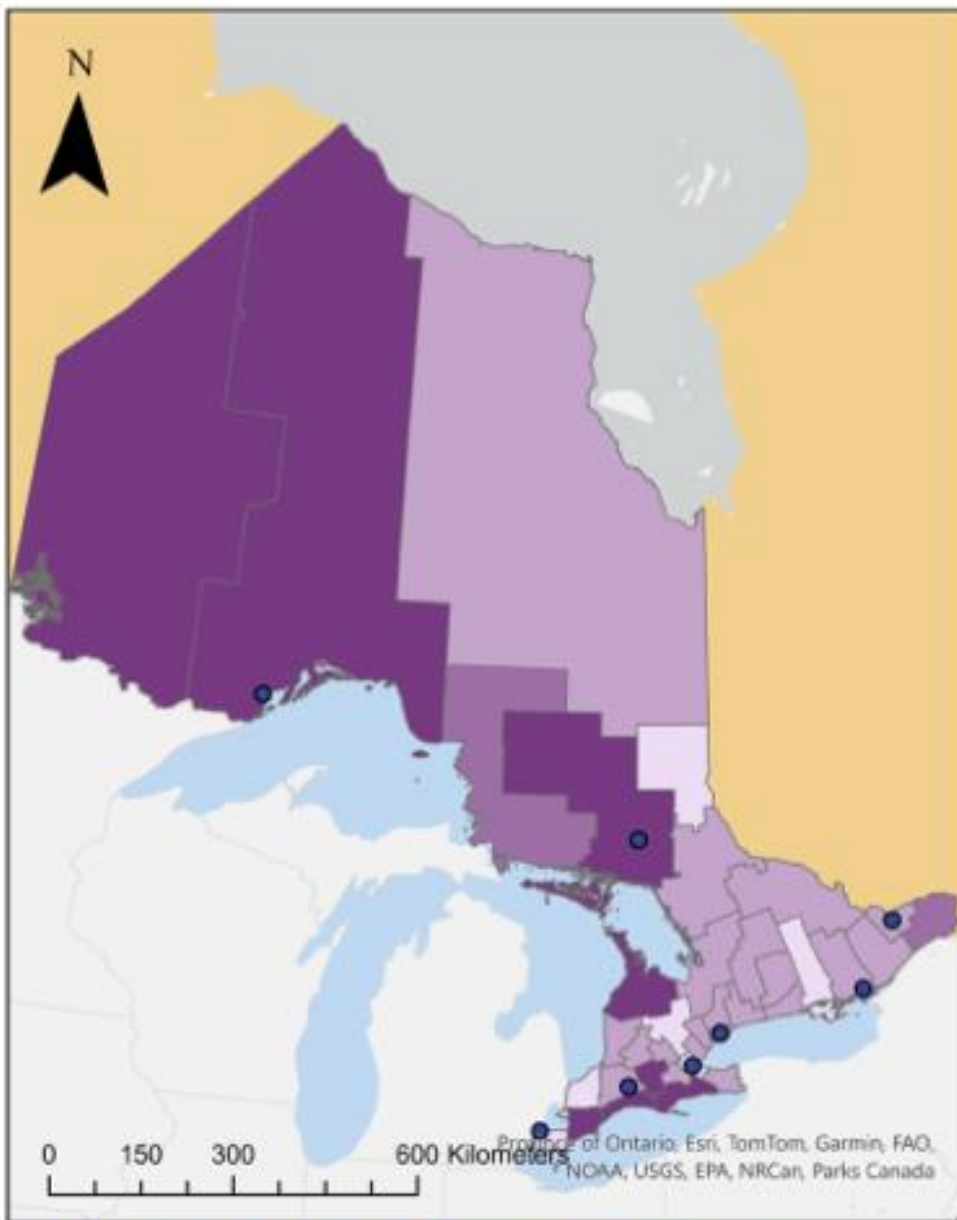 N
0 150 300 600 Kilometers
Province of Ontario, Esri, TomTom, Garmin, FAO,
NOAA, USGS, EPA, NRCan, Parks Canada